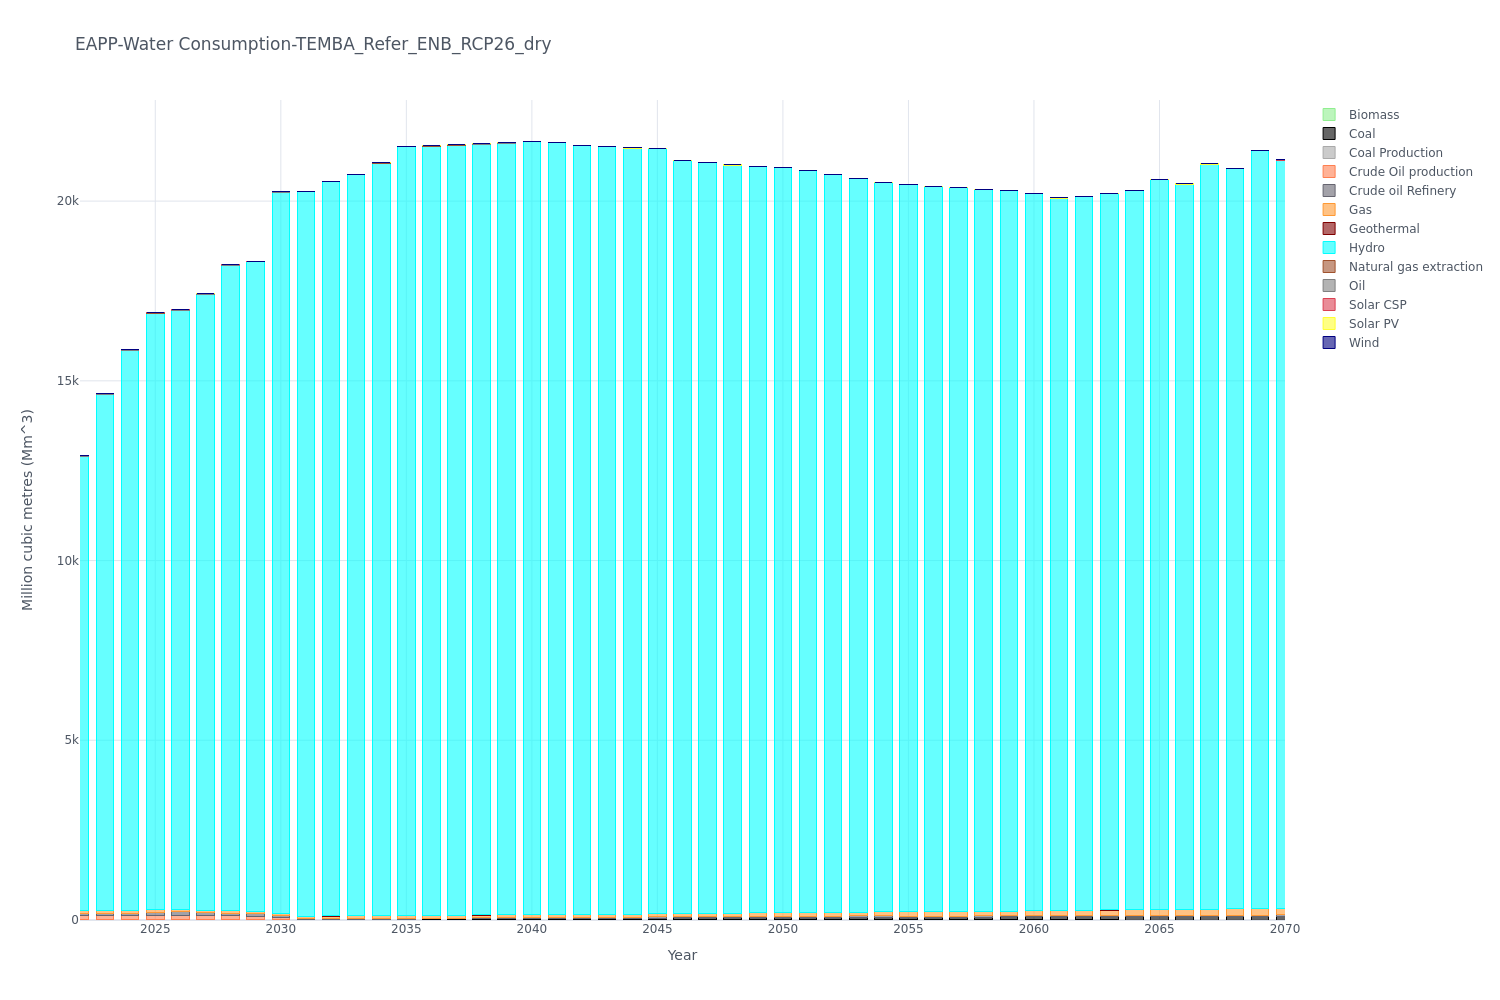 EAPP-Water Consumption-TEMBA_Refer_ENB_RCP26_dry
Biomass
Coal
Coal Production
Crude Oil production
Crude oil Refinery
Gas
Geothermal
Hydro
Natural gas extraction
Oil
Solar CSP
Solar PV
Wind
20k
15k
10k
5k
0
Million cubic metres (Mm^3)
2025
2030
2035
2040
2045
2050
2055
2060
2065
2070
Year